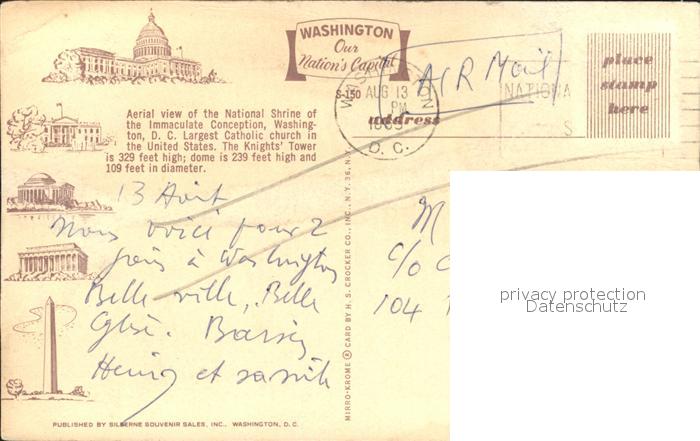 WASHINGTON
Our
Nation's Capital
S-150
WASHINGTON
AUG 13
PM
D. C.
AIR Mail
NATIONA
S
place
stamp
here
address
Aerial view of the National Shrine of
the Immaculate Conception, Washing-
ton, D. C. Largest Catholic church in
the United States. The Knights' Tower
is 329 feet high; dome is 239 feet high and
109 feet in diameter.
13 Août
Nous voici pour 2
jours à Washington
Belle ville, Belle
Eglise.
et
M
C/o C
104
MIRRO-KROME ® CARD BY H. S. CROCKER CO., INC., N.Y. 36, N.
privacy protection
Datenschutz
PUBLISHED BY SILBERNE SOUVENIR SALES, INC., WASHINGTON, D. C.